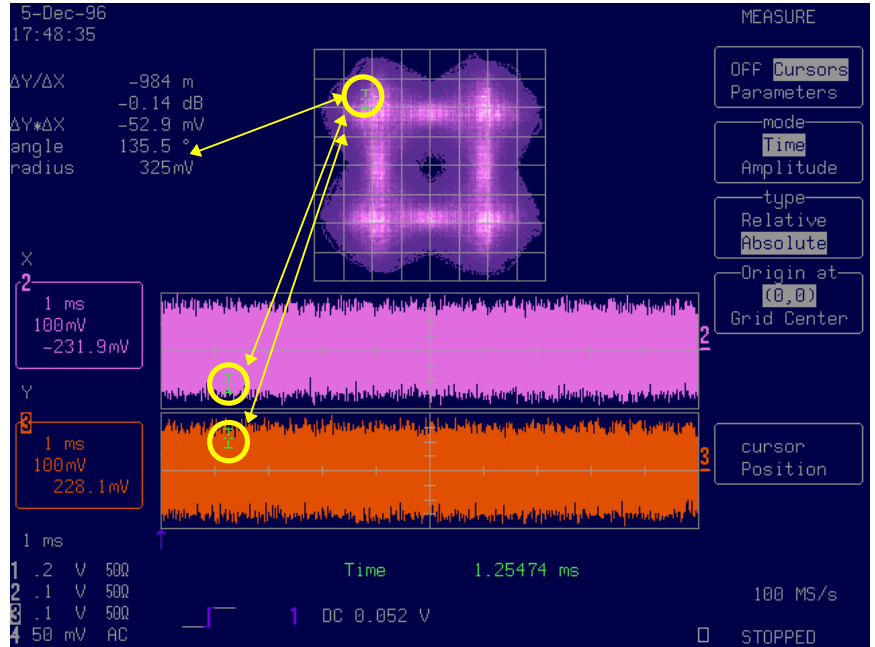 5-Dec-96
17:48:35
ΔY/ΔX -984 m
-0.14 dB
ΔY*ΔX -52.9 mV
angle 135.5 °
radius 325mV
X
2
1 ms
100mV
-231.9mV
Y
3
1 ms
100mV
228.1mV
2
3
1 ms
1 .2 V 50Ω
2 .1 V 50Ω
3 .1 V 50Ω
4 50 mV AC
Time 1.25474 ms
1 DC 0.052 V
MEASURE
OFF Cursors
Parameters
mode
Time
Amplitude
type
Relative
Absolute
Origin at
(0,0)
Grid Center
cursor
Position
100 MS/s
STOPPED